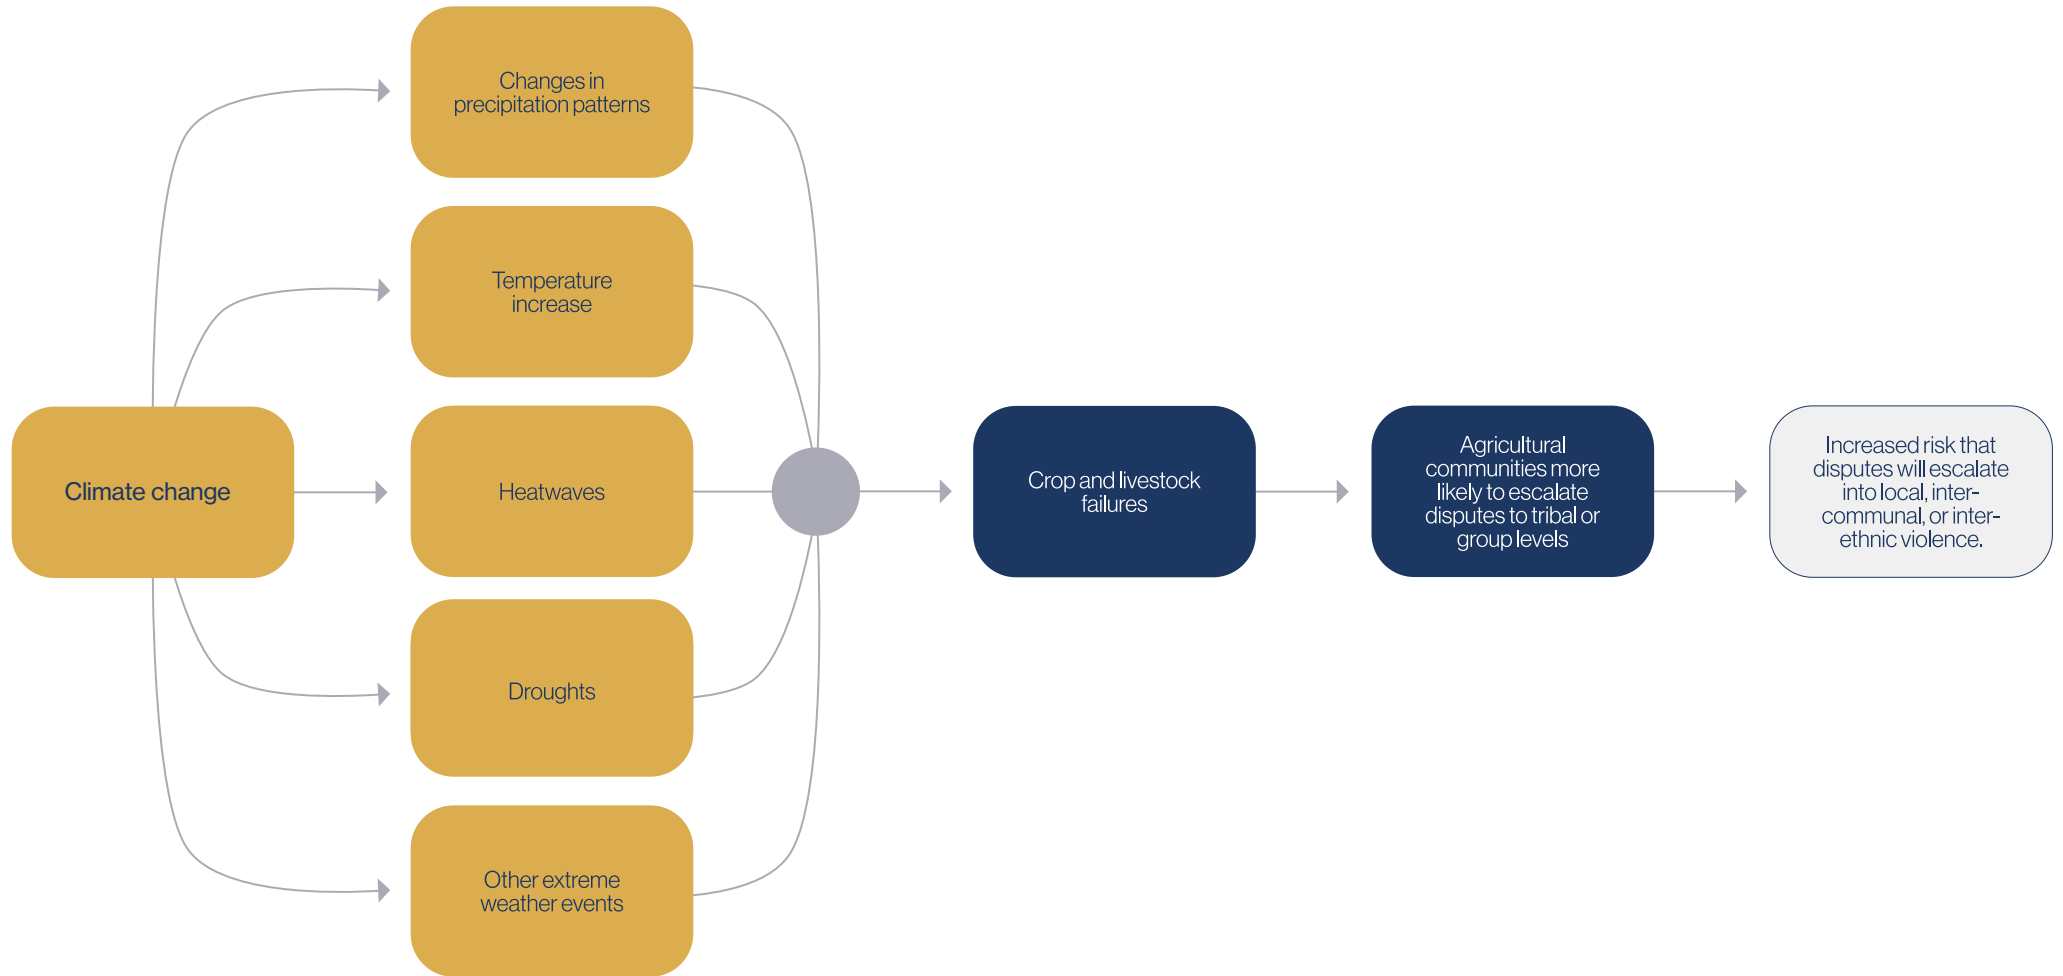 Changes in
precipitation patterns
Temperature
increase
Climate change
Heatwaves
Droughts
Other extreme
weather events
Crop and livestock
failures
Agricultural
communities more
likely to escalate
disputes to tribal or
group levels
Increased risk that
disputes will escalate
into local, inter-
communal, or inter-
ethnic violence.